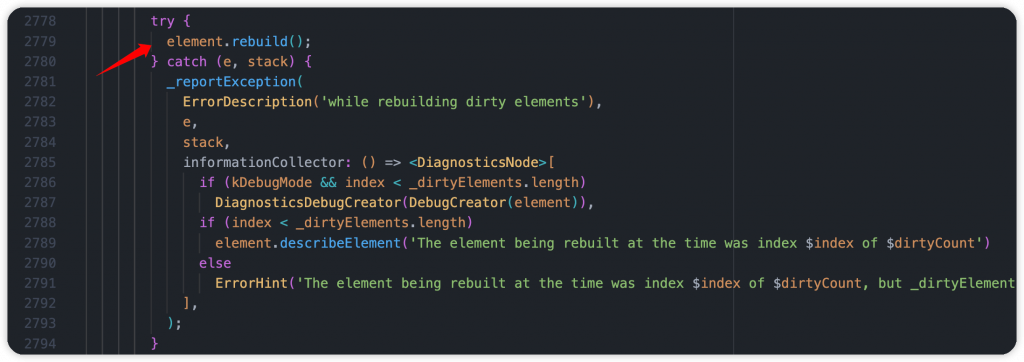 2778 try {
2779 element.rebuild();
2780 } catch (e, stack) {
2781 _reportException(
2782 ErrorDescription('while rebuilding dirty elements'),
2783 e,
2784 stack,
2785 informationCollector: () => <DiagnosticsNode>[
2786 if (kDebugMode && index < _dirtyElements.length)
2787 DiagnosticsDebugCreator(DebugCreator(element)),
2788 if (index < _dirtyElements.length)
2789 element.describeElement('The element being rebuilt at the time was index $index of $dirtyCount')
2790 else
2791 ErrorHint('The element being rebuilt at the time was index $index of $dirtyCount, but _dirtyElement
2792 ],
2793 );
2794 }